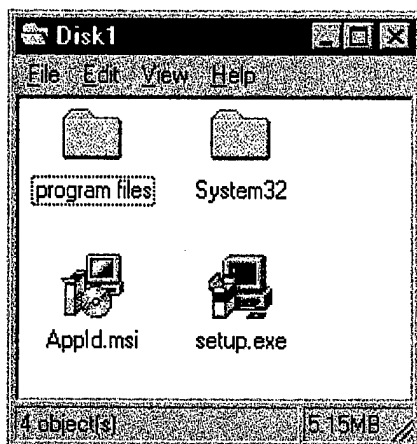 Disk1
File Edit View Help
program files System32
AppId.msi setup.exe
4 object(s) 5.15MB